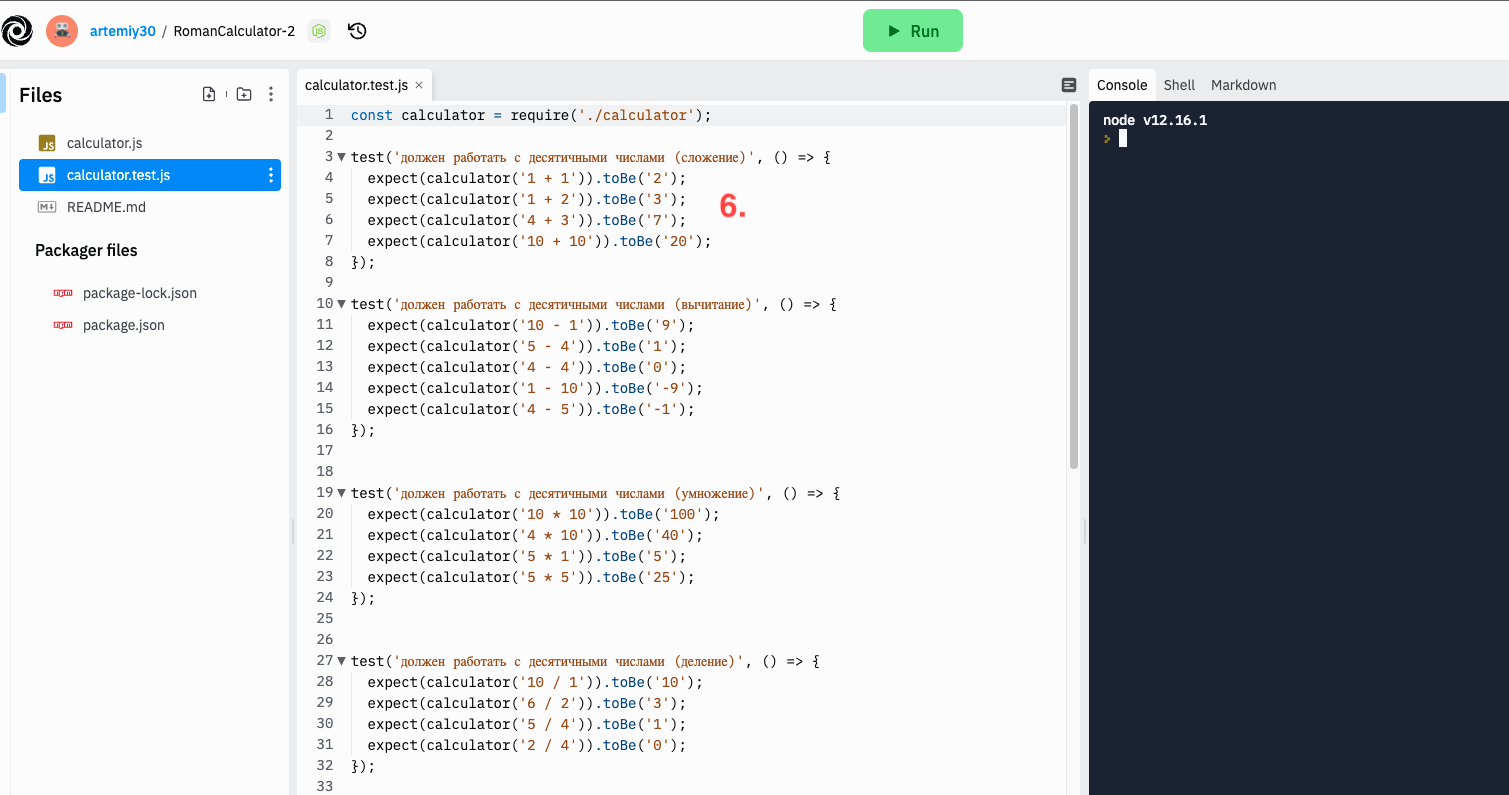 artemiy30 / RomanCalculator-2
Run
Files
calculator.js
calculator.test.js
README.md
Packager files
package-lock.json
package.json
calculator.test.js ×
1 const calculator = require('./calculator');
2
3 test('должен работать с десятичными числами (сложение)', () => {
4 expect(calculator('1 + 1')).toBe('2');
5 expect(calculator('1 + 2')).toBe('3');
6 expect(calculator('4 + 3')).toBe('7');
7 expect(calculator('10 + 10')).toBe('20');
8 });
9
10 test('должен работать с десятичными числами (вычитание)', () => {
11 expect(calculator('10 - 1')).toBe('9');
12 expect(calculator('5 - 4')).toBe('1');
13 expect(calculator('4 - 4')).toBe('0');
14 expect(calculator('1 - 10')).toBe('-9');
15 expect(calculator('4 - 5')).toBe('-1');
16 });
17
18
19 test('должен работать с десятичными числами (умножение)', () => {
20 expect(calculator('10 * 10')).toBe('100');
21 expect(calculator('4 * 10')).toBe('40');
22 expect(calculator('5 * 1')).toBe('5');
23 expect(calculator('5 * 5')).toBe('25');
24 });
25
26
27 test('должен работать с десятичными числами (деление)', () => {
28 expect(calculator('10 / 1')).toBe('10');
29 expect(calculator('6 / 2')).toBe('3');
30 expect(calculator('5 / 4')).toBe('1');
31 expect(calculator('2 / 4')).toBe('0');
32 });
33
6.
Console Shell Markdown
node v12.16.1